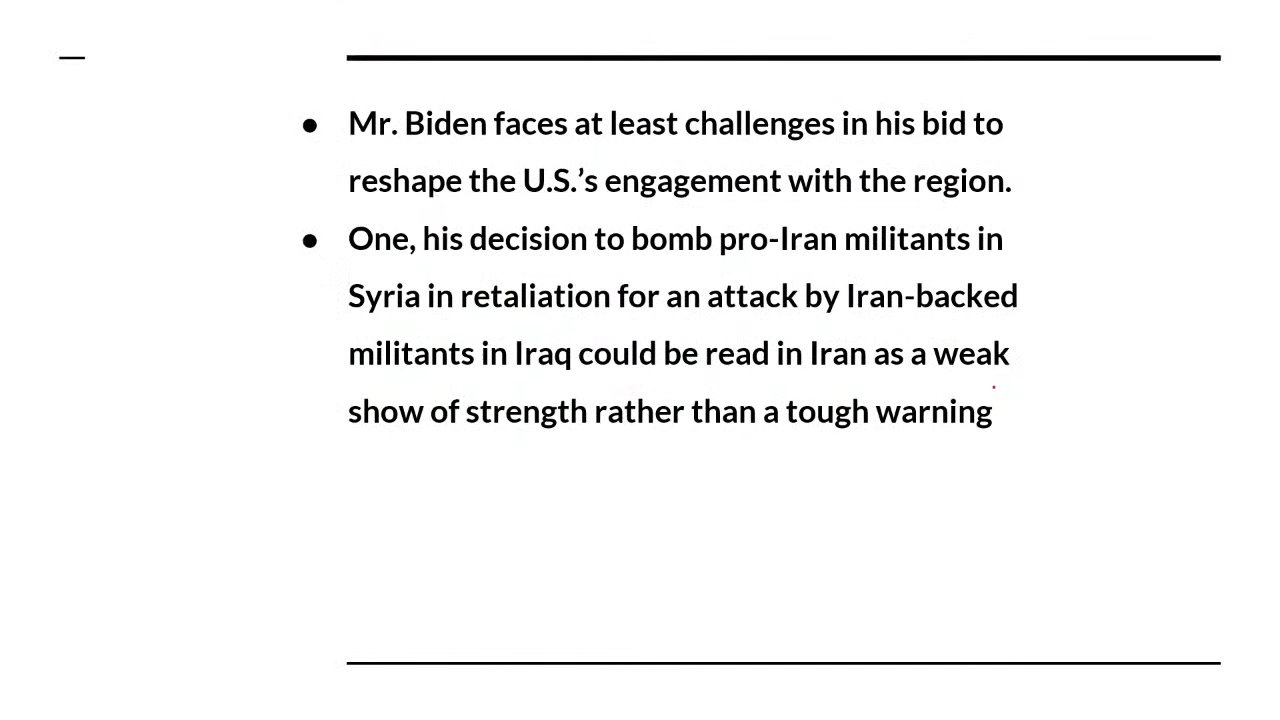 ● Mr. Biden faces at least challenges in his bid to
reshape the U.S.’s engagement with the region.
● One, his decision to bomb pro-Iran militants in
Syria in retaliation for an attack by Iran-backed
militants in Iraq could be read in Iran as a weak
show of strength rather than a tough warning